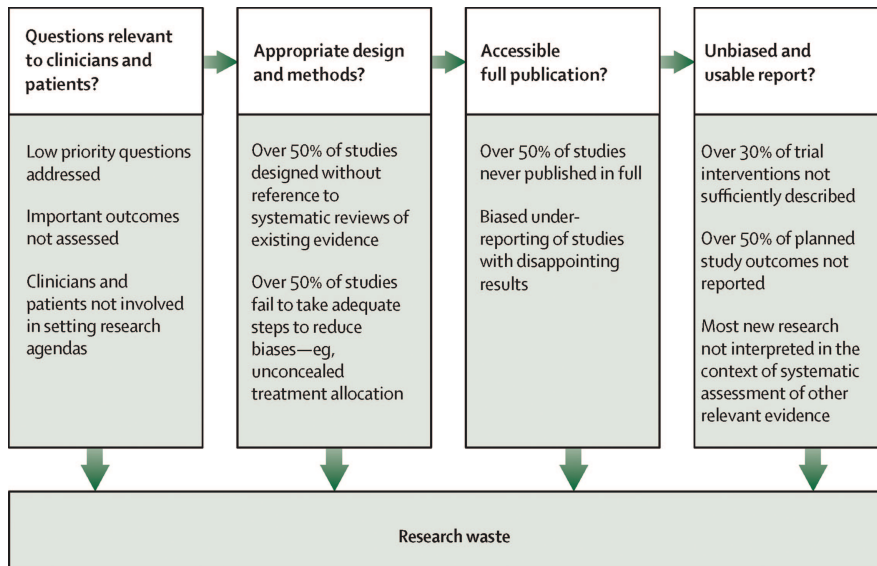 Questions relevant
to clinicians and
patients?
Low priority questions
addressed
Important outcomes
not assessed
Clinicians and
patients not involved
in setting research
agendas
Appropriate design
and methods?
Over 50% of studies
designed without
reference to
systematic reviews of
existing evidence
Over 50% of studies
fail to take adequate
steps to reduce
biases—eg,
unconcealed
treatment allocation
Accessible
full publication?
Over 50% of studies
never published in full
Biased under-
reporting of studies
with disappointing
results
Unbiased and
usable report?
Over 30% of trial
interventions not
sufficiently described
Over 50% of planned
study outcomes not
reported
Most new research
not interpreted in the
context of systematic
assessment of other
relevant evidence
Research waste